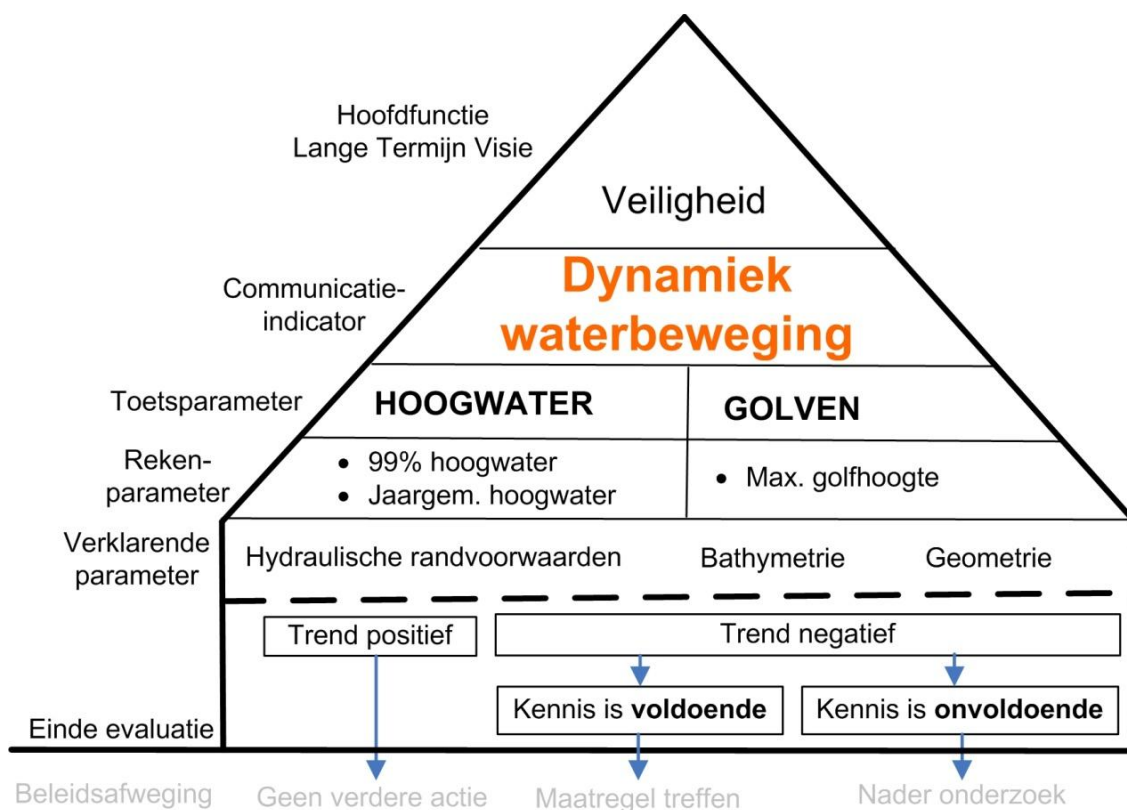 Hoofdfunctie
Lange Termijn Visie
Veiligheid
Communicatie-
indicator
Dynamiek
waterbeweging
Toetsparameter
HOOGWATER
GOLVEN
Reken-
parameter
• 99% hoogwater
• Jaargem. hoogwater
• Max. golfhoogte
Verklarende
parameter
Hydraulische randvoorwaarden
Bathymetrie
Geometrie
Trend positief
Trend negatief
Kennis is voldoende
Kennis is onvoldoende
Einde evaluatie
Beleidsafweging
Geen verdere actie
Maatregel treffen
Nader onderzoek